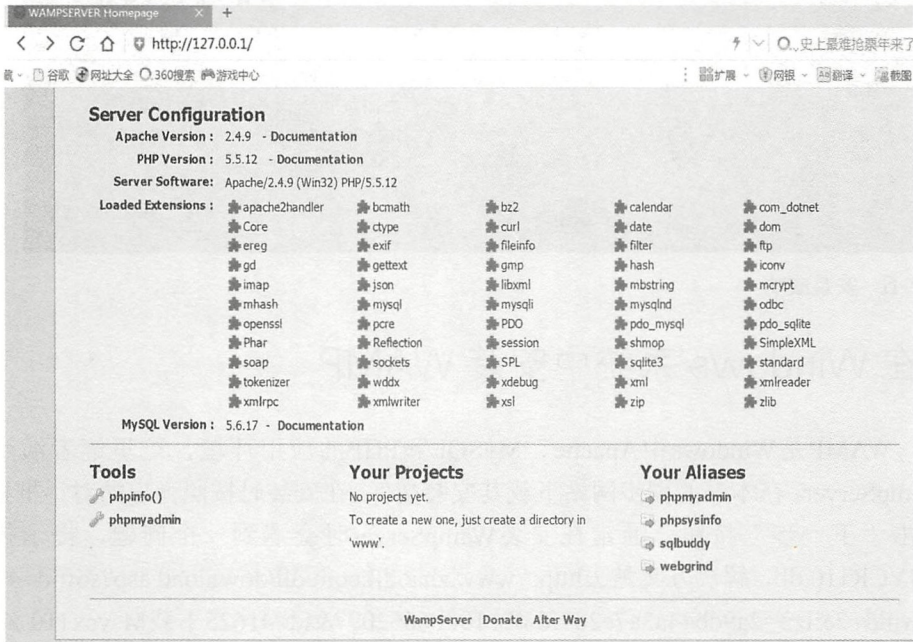 WAMPSERVER Homepage × +
http://127.0.0.1/ 史上最难抢票年来了
谷歌 网址大全 360搜索 游戏中心 扩展 网银 翻译 截图
Server Configuration
Apache Version : 2.4.9 - Documentation
PHP Version : 5.5.12 - Documentation
Server Software: Apache/2.4.9 (Win32) PHP/5.5.12
Loaded Extensions : apache2handler bcmath bz2 calendar com_dotnet
Core ctype curl date dom
ereg exif fileinfo filter ftp
gd gettext gmp hash iconv
imap json libxml mbstring mcrypt
mhash mysql mysqli mysqlnd odbc
openssl pcre PDO pdo_mysql pdo_sqlite
Phar Reflection session shmop SimpleXML
soap sockets SPL sqlite3 standard
tokenizer wddx xdebug xml xmlreader
xmlrpc xmlwriter xsl zip zlib
MySQL Version : 5.6.17 - Documentation
Tools Your Projects Your Aliases
phpinfo() No projects yet. phpmyadmin
phpmyadmin To create a new one, just create a directory in phpsysinfo
'www'. sqlbuddy
webgrind
WampServer Donate Alter Way